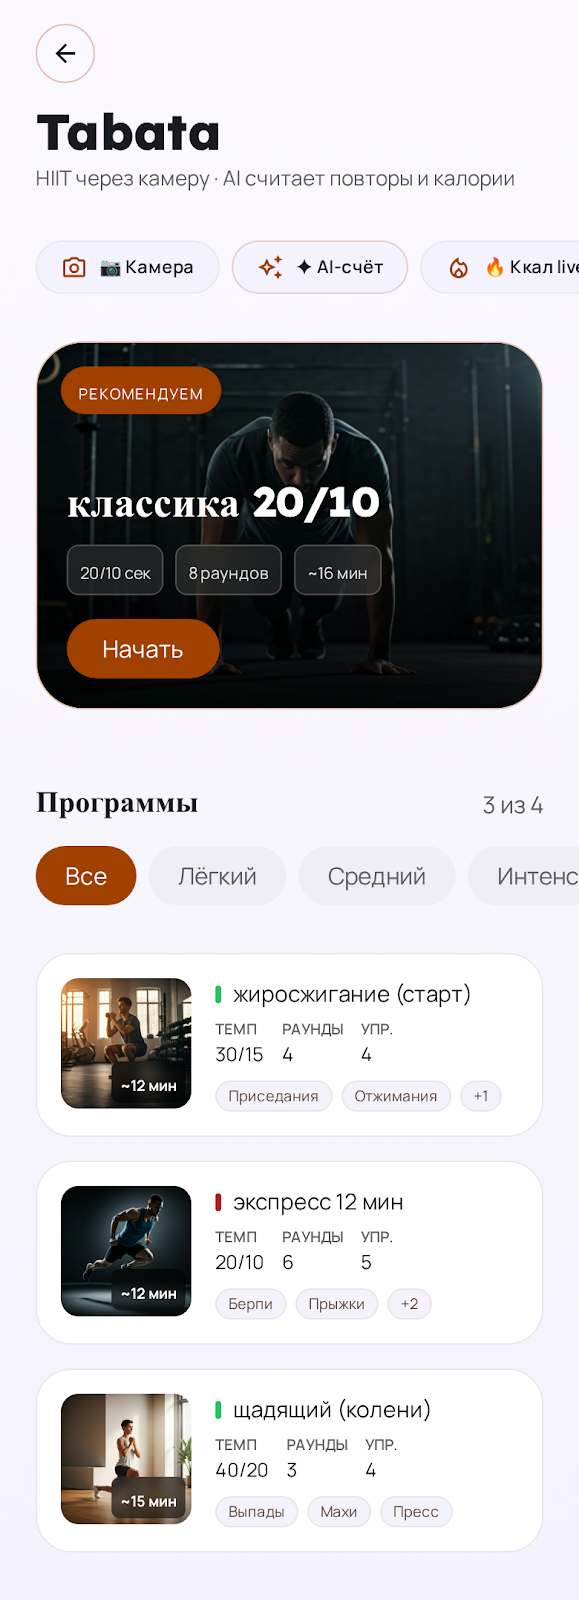 Tabata
HIIT через камеру · AI считает повторы и калории
📷 Камера
✦ AI-счёт
🔥 Ккал live
РЕКОМЕНДУЕМ
классика 20/10
20/10 сек
8 раундов
~16 мин
Начать
Программы
3 из 4
Все
Лёгкий
Средний
Интенс
~12 мин
жиросжигание (старт)
ТЕМП РАУНДЫ УПР.
30/15 4 4
Приседания Отжимания +1
~12 мин
экспресс 12 мин
ТЕМП РАУНДЫ УПР.
20/10 6 5
Берпи Прыжки +2
~15 мин
щадящий (колени)
ТЕМП РАУНДЫ УПР.
40/20 3 4
Выпады Махи Пресс